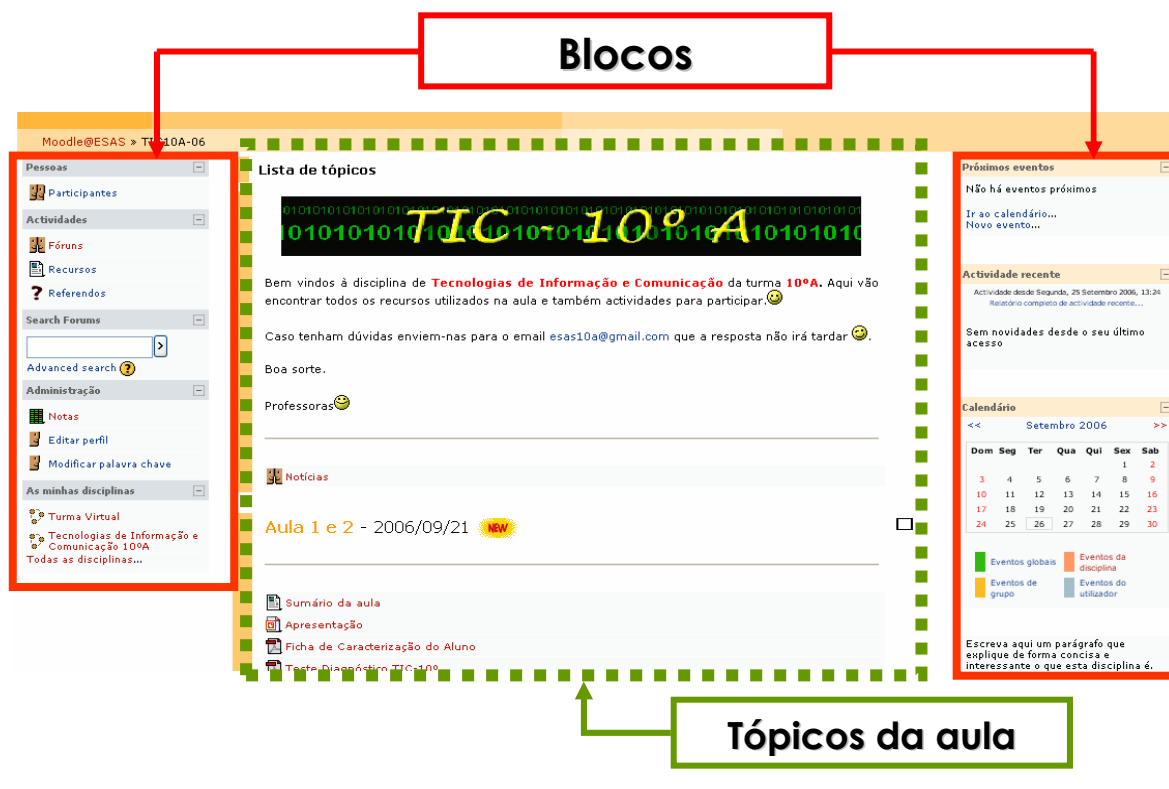 Blocos
Moodle@ESAS » TIC10A-06
Pessoas
Participantes
Actividades
Fóruns
Recursos
Referendos
Search Forums
Advanced search
Administração
Notas
Editar perfil
Modificar palavra chave
As minhas disciplinas
Turma Virtual
Tecnologias de Informação e
Comunicação 10ºA
Todas as disciplinas...
Lista de tópicos
TIC - 10º A
Bem vindos à disciplina de Tecnologias de Informação e Comunicação da turma 10ºA. Aqui vão
encontrar todos os recursos utilizados na aula e também actividades para participar.
Caso tenham dúvidas enviem-nas para o email esas10a@gmail.com que a resposta não irá tardar.
Boa sorte.
Professoras
Notícias
Aula 1 e 2 - 2006/09/21 NEW
Sumário da aula
Apresentação
Ficha de Caracterização do Aluno
Teste Diagnóstico TIC-10º
Próximos eventos
Não há eventos próximos
Ir ao calendário...
Novo evento...
Actividade recente
Actividade desde Segunda, 25 Setembro 2006, 13:24
Relatório completo de actividade recente...
Sem novidades desde o seu último
acesso
Calendário
<< Setembro 2006 >>
Dom Seg Ter Qua Qui Sex Sab
1 2
3 4 5 6 7 8 9
10 11 12 13 14 15 16
17 18 19 20 21 22 23
24 25 26 27 28 29 30
Eventos globais
Eventos da
disciplina
Eventos de
grupo
Eventos do
utilizador
Escreva aqui um parágrafo que
explique de forma concisa e
interessante o que esta disciplina é.
Tópicos da aula